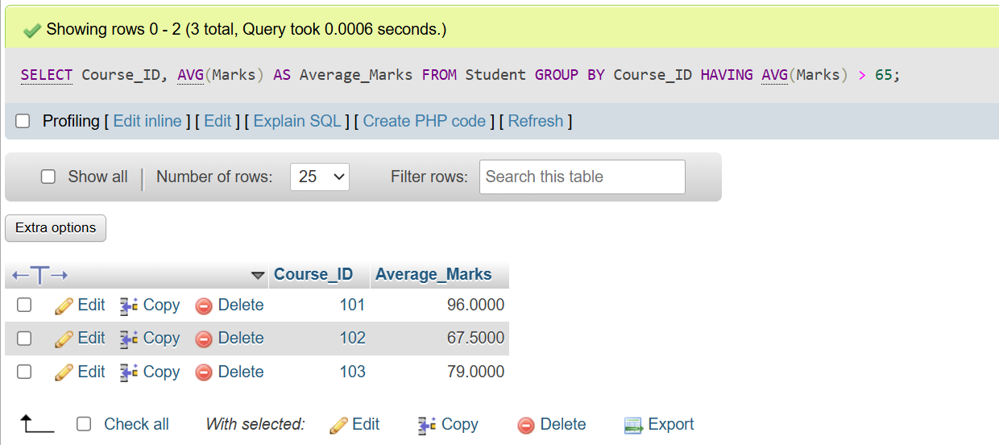 Showing rows 0 - 2 (3 total, Query took 0.0006 seconds.)
SELECT Course_ID, AVG(Marks) AS Average_Marks FROM Student GROUP BY Course_ID HAVING AVG(Marks) > 65;
Profiling [ Edit inline ] [ Edit ] [ Explain SQL ] [ Create PHP code ] [ Refresh ]
Show all Number of rows: 25 Filter rows: Search this table
Extra options
Course_ID Average_Marks
Edit Copy Delete 101 96.0000
Edit Copy Delete 102 67.5000
Edit Copy Delete 103 79.0000
Check all With selected: Edit Copy Delete Export